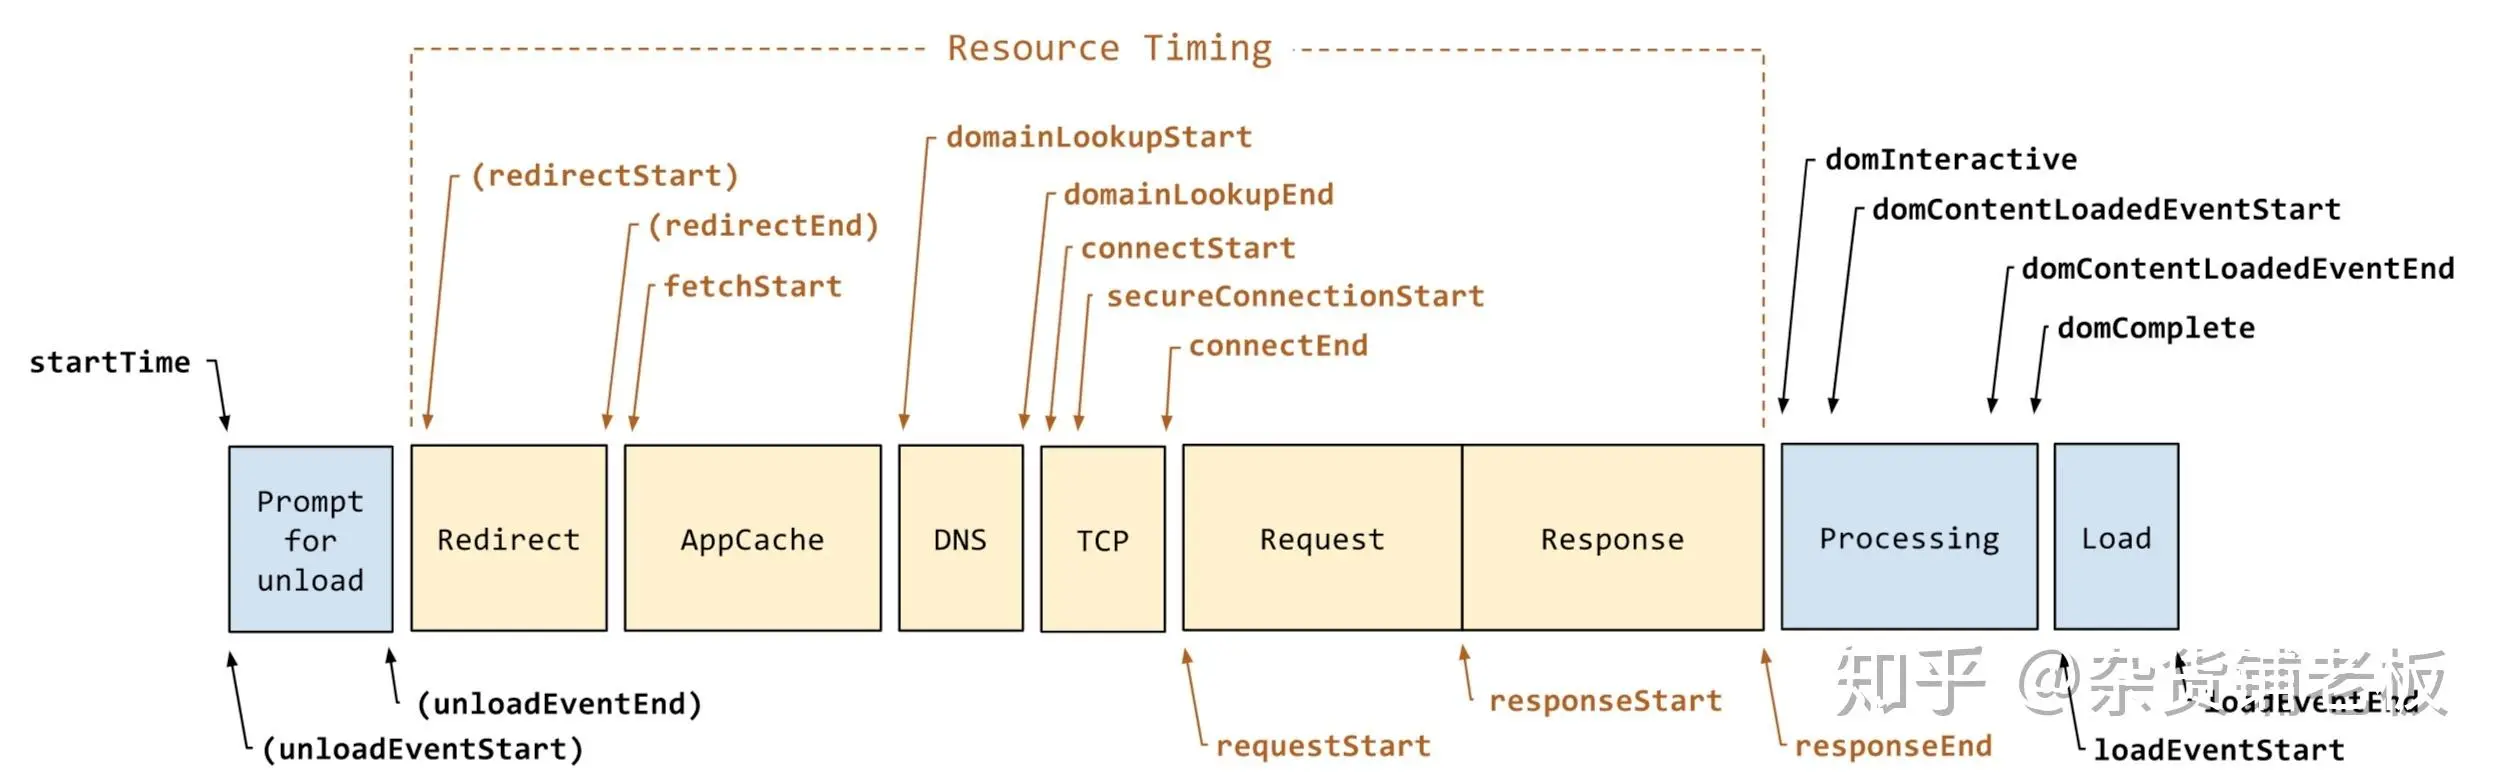 Resource Timing
domainLookupStart
(redirectStart)
domInteractive
domainLookupEnd
domContentLoadedEventStart
(redirectEnd)
connectStart
domContentLoadedEventEnd
fetchStart
secureConnectionStart
domComplete
connectEnd
startTime
Prompt
for
unload
Redirect
AppCache
DNS
TCP
Request
Response
Processing
Load
(unloadEventEnd)
responseStart
loadEventEnd
知乎 @杂货铺老板
(unloadEventStart)
requestStart
responseEnd
loadEventStart